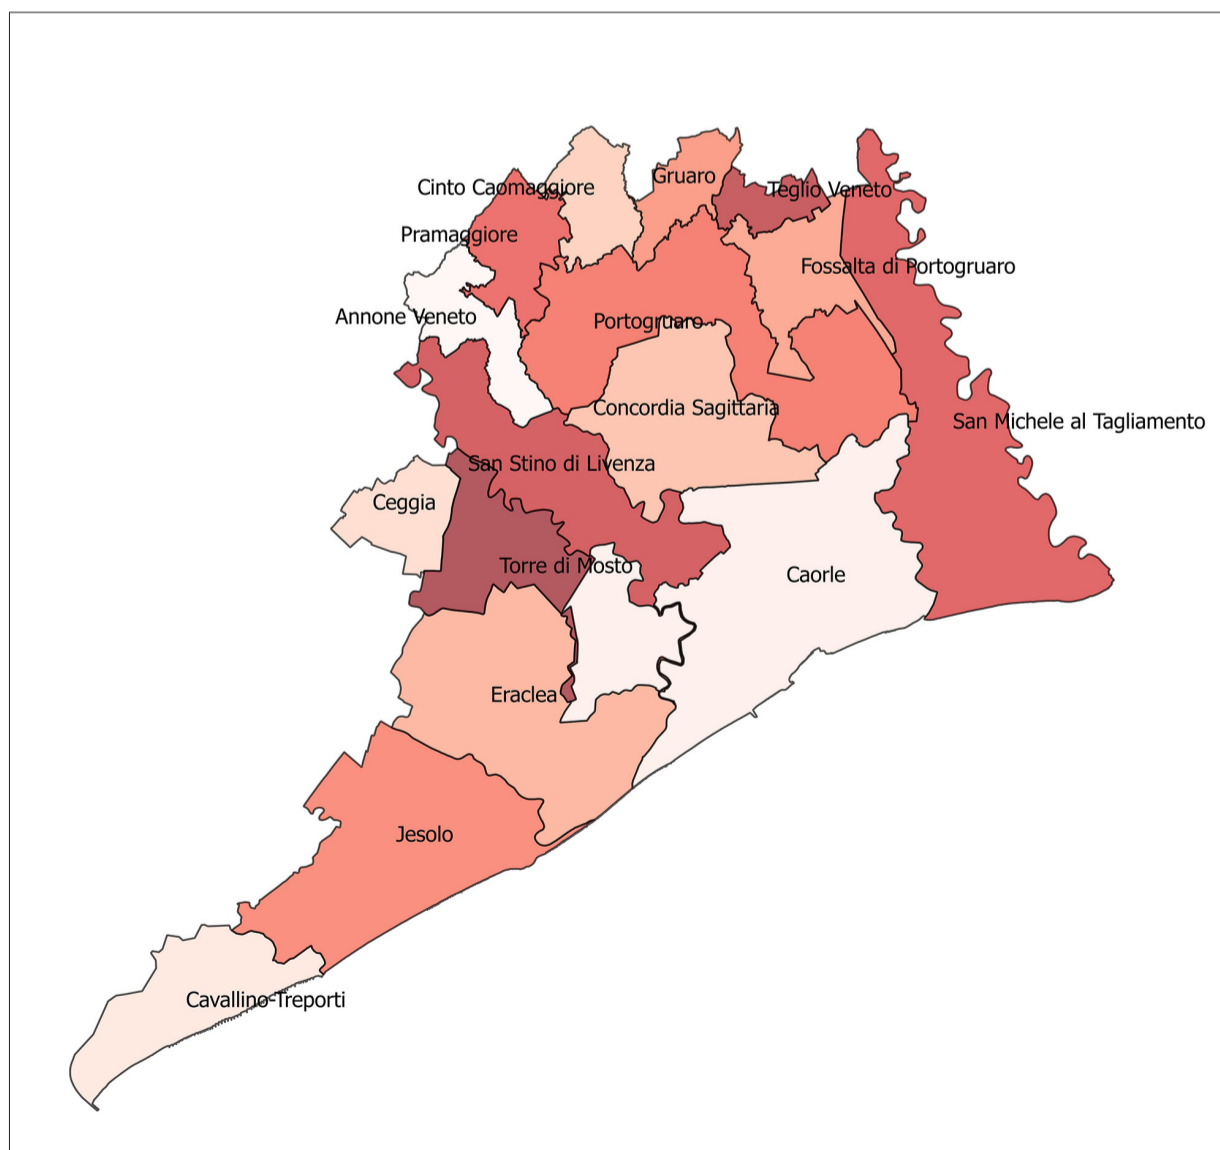 Gruaro
Cinto Caomaggiore
Teglio Veneto
Pramaggiore
Fossalta di Portogruaro
Annone Veneto
Portogruaro
Concordia Sagittaria
San Michele al Tagliamento
San Stino di Livenza
Ceggia
Torre di Mosto
Caorle
Eraclea
Jesolo
Cavallino-Treporti